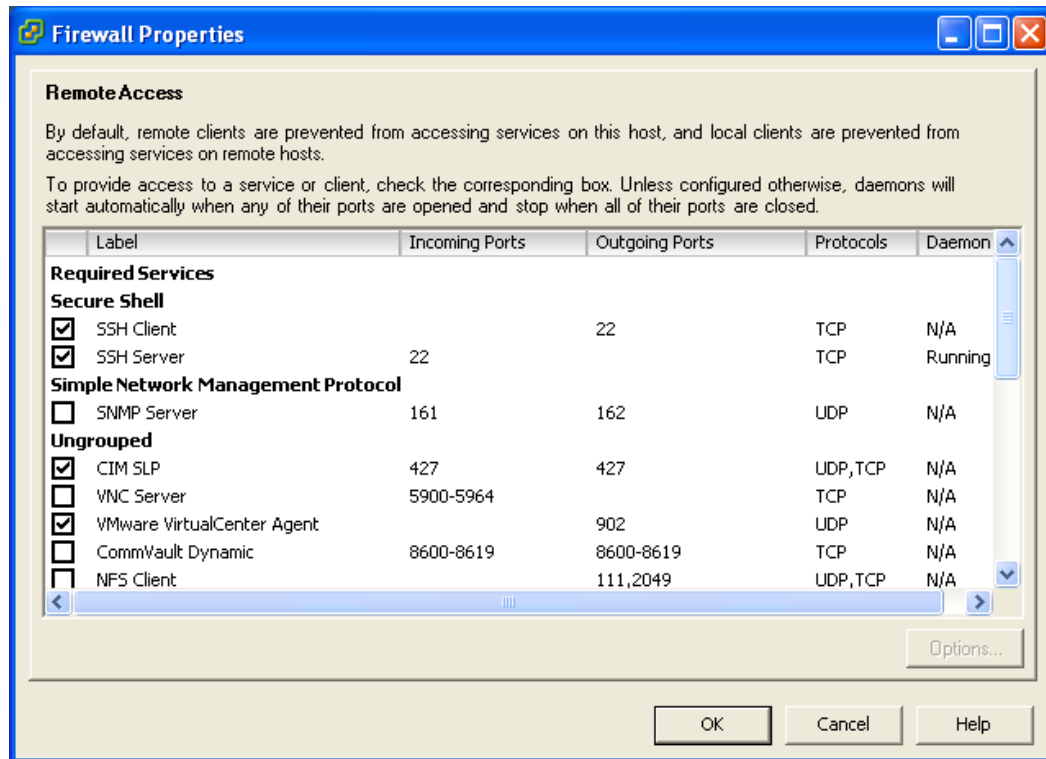 Firewall Properties
Remote Access
By default, remote clients are prevented from accessing services on this host, and local clients are prevented from
accessing services on remote hosts.
To provide access to a service or client, check the corresponding box. Unless configured otherwise, daemons will
start automatically when any of their ports are opened and stop when all of their ports are closed.
Label Incoming Ports Outgoing Ports Protocols Daemon
Required Services
Secure Shell
SSH Client 22 TCP N/A
SSH Server 22 TCP Running
Simple Network Management Protocol
SNMP Server 161 162 UDP N/A
Ungrouped
CIM SLP 427 427 UDP,TCP N/A
VNC Server 5900-5964 TCP N/A
VMware VirtualCenter Agent 902 UDP N/A
CommVault Dynamic 8600-8619 8600-8619 TCP N/A
NFS Client 111,2049 UDP,TCP N/A
Options...
OK Cancel Help